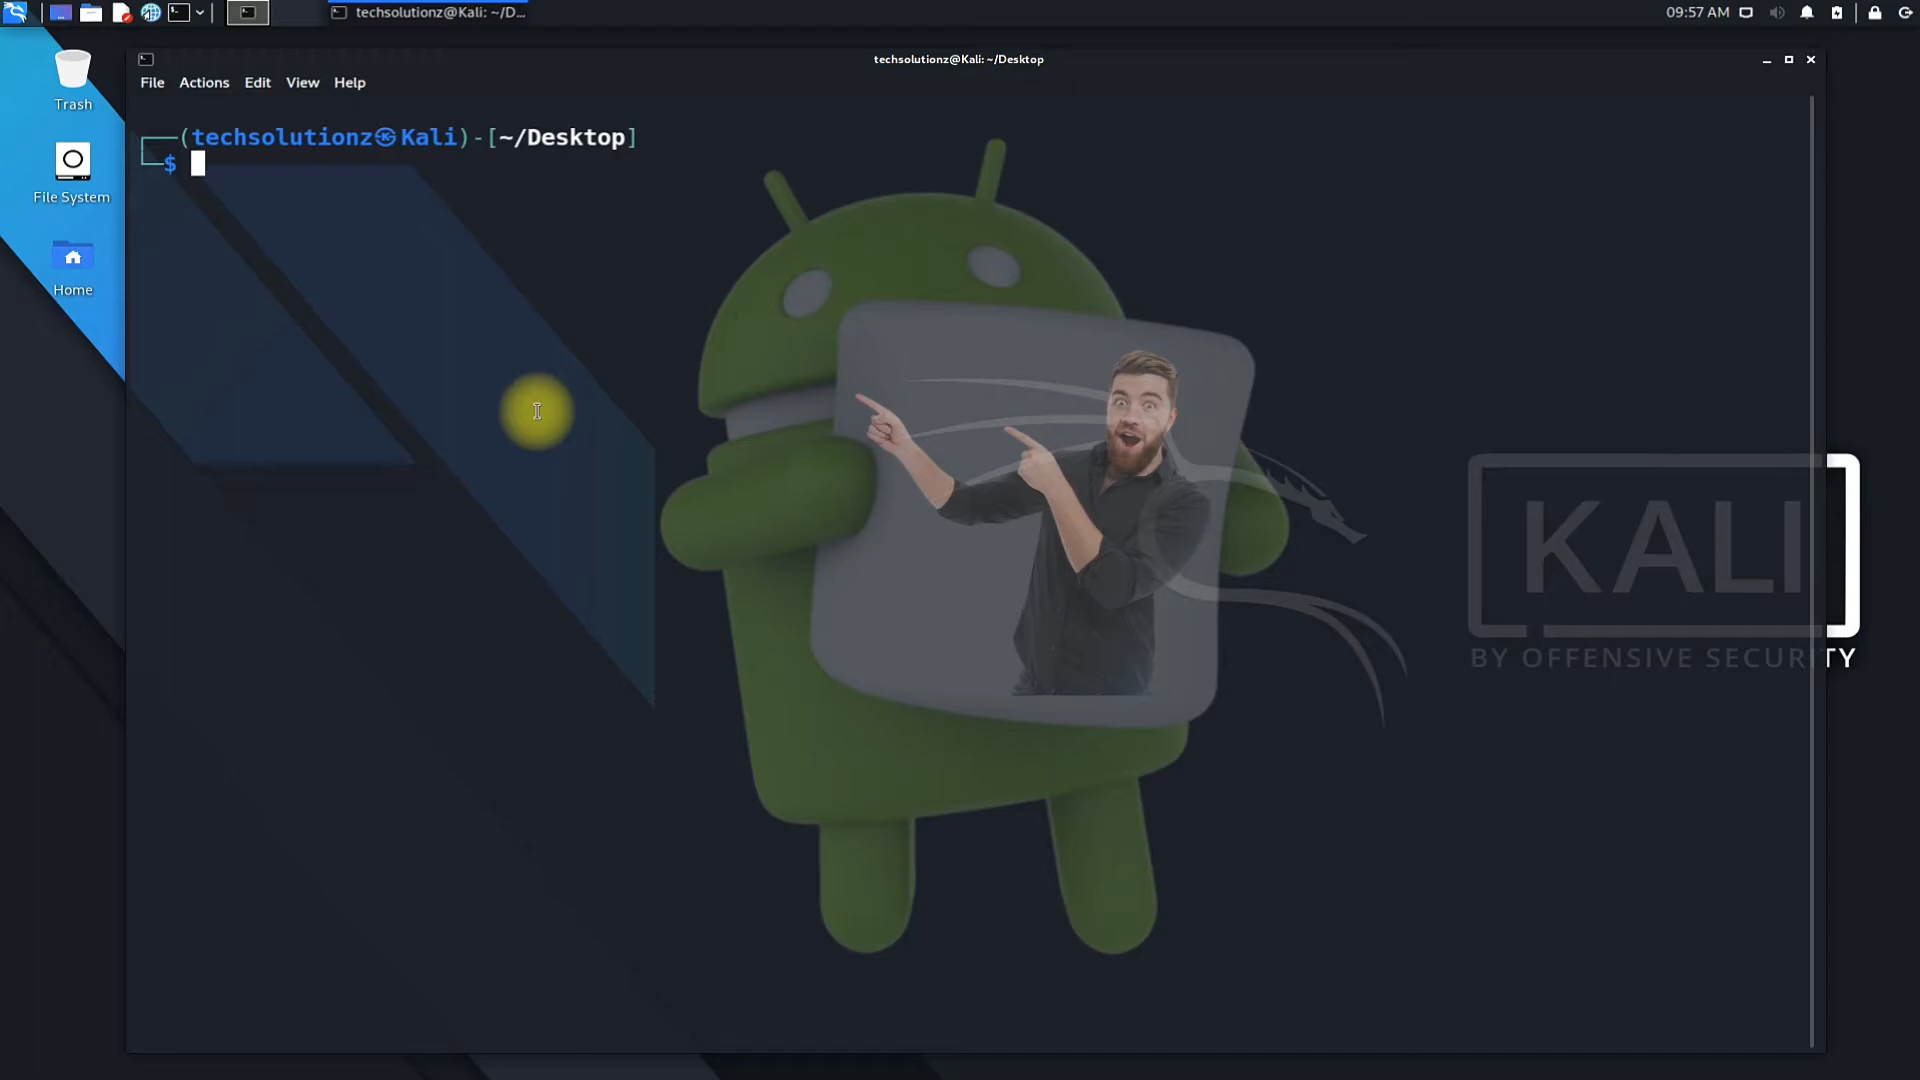 techsolutionz@Kali: ~/D...
09:57 AM
techsolutionz@Kali: ~/Desktop
File Actions Edit View Help
Trash
File System
Home
┌──(techsolutionz㉿Kali)-[~/Desktop]
└─$
KALI
BY OFFENSIVE SECURITY